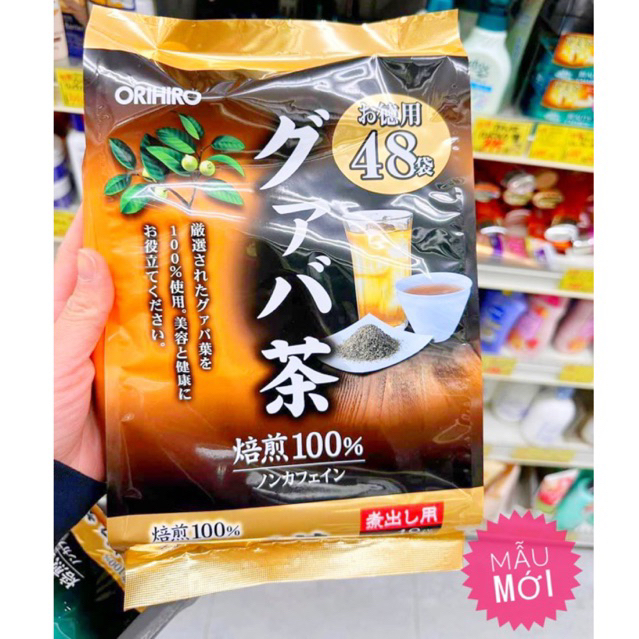 ORIHIRO
お徳用
48袋
グァバ茶
厳選されたグァバ葉を
100%使用。美容と健康に
お役立てください。
焙煎100%
ノンカフェイン
焙煎100%
煮出し用
MẪU
MỚI